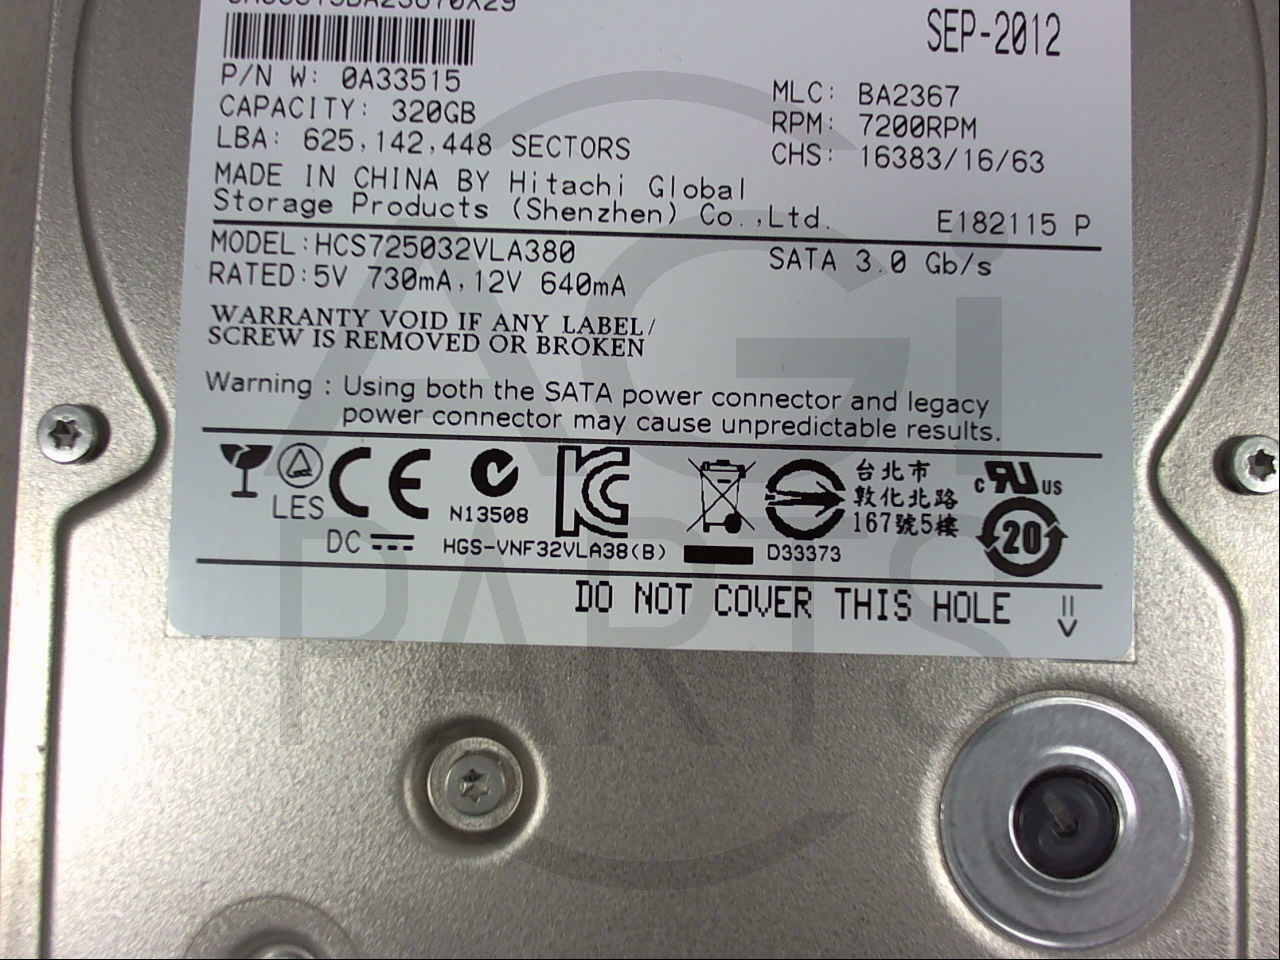 SEP-2012
P/N W: 0A33515
MLC: BA2367
CAPACITY: 320GB
RPM: 7200RPM
LBA: 625,142,448 SECTORS
CHS: 16383/16/63
MADE IN CHINA BY Hitachi Global
Storage Products (Shenzhen) Co.,Ltd.
E182115 P
MODEL:HCS725032VLA380
SATA 3.0 Gb/s
RATED:5V 730mA,12V 640mA
WARRANTY VOID IF ANY LABEL/
SCREW IS REMOVED OR BROKEN
Warning : Using both the SATA power connector and legacy
power connector may cause unpredictable results.
LES
CE
N13508
台北市
敦化北路
167號5樓
c RU US
20
DC
HGS-VNF32VLA38(B)
D33373
DO NOT COVER THIS HOLE
AGi
PARTS